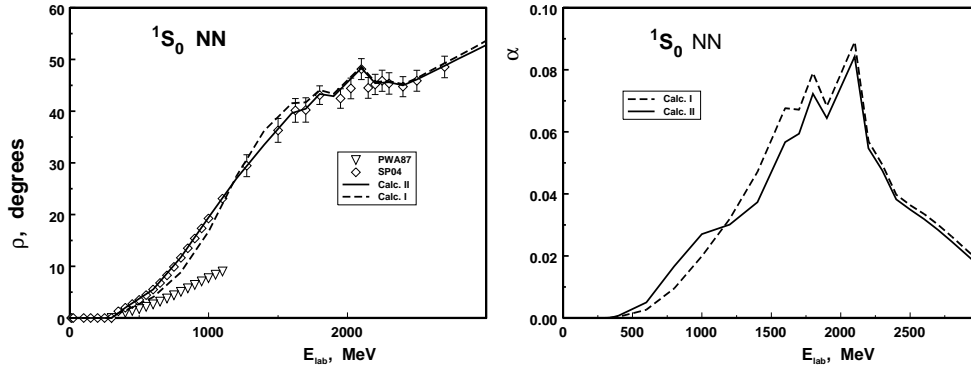 ¹S₀ NN
ρ, degrees
60
50
40
30
20
10
0
PWA87
SP04
Calc. II
Calc. I
0
1000
2000
E_lab, MeV
¹S₀ NN
α
0.10
0.08
0.06
0.04
0.02
0.00
Calc. I
Calc. II
0
500
1000
1500
2000
2500
E_lab, MeV